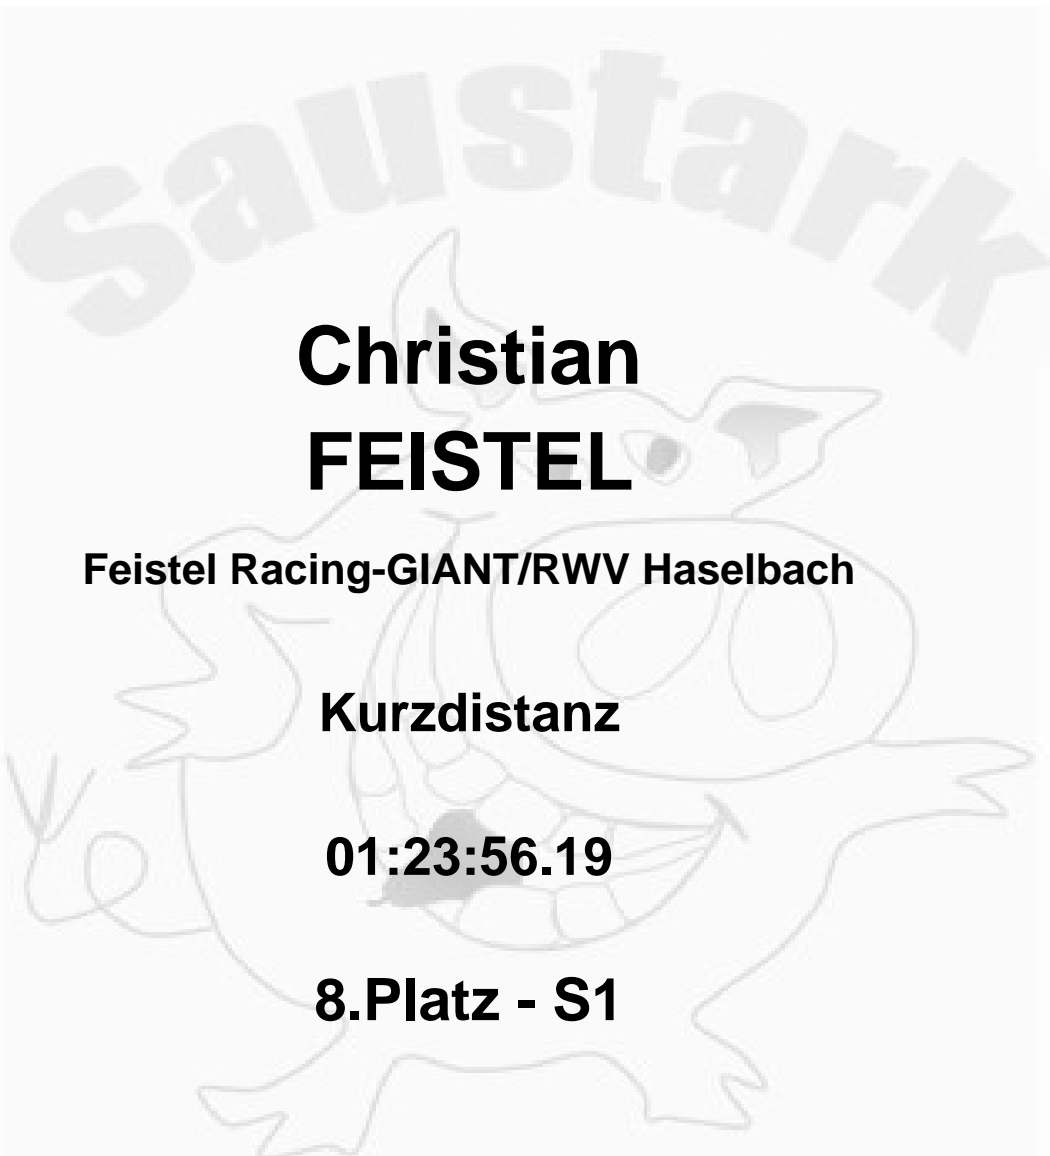 Saustark
Christian
FEISTEL
Feistel Racing-GIANT/RWV Haselbach
Kurzdistanz
01:23:56.19
8.Platz - S1